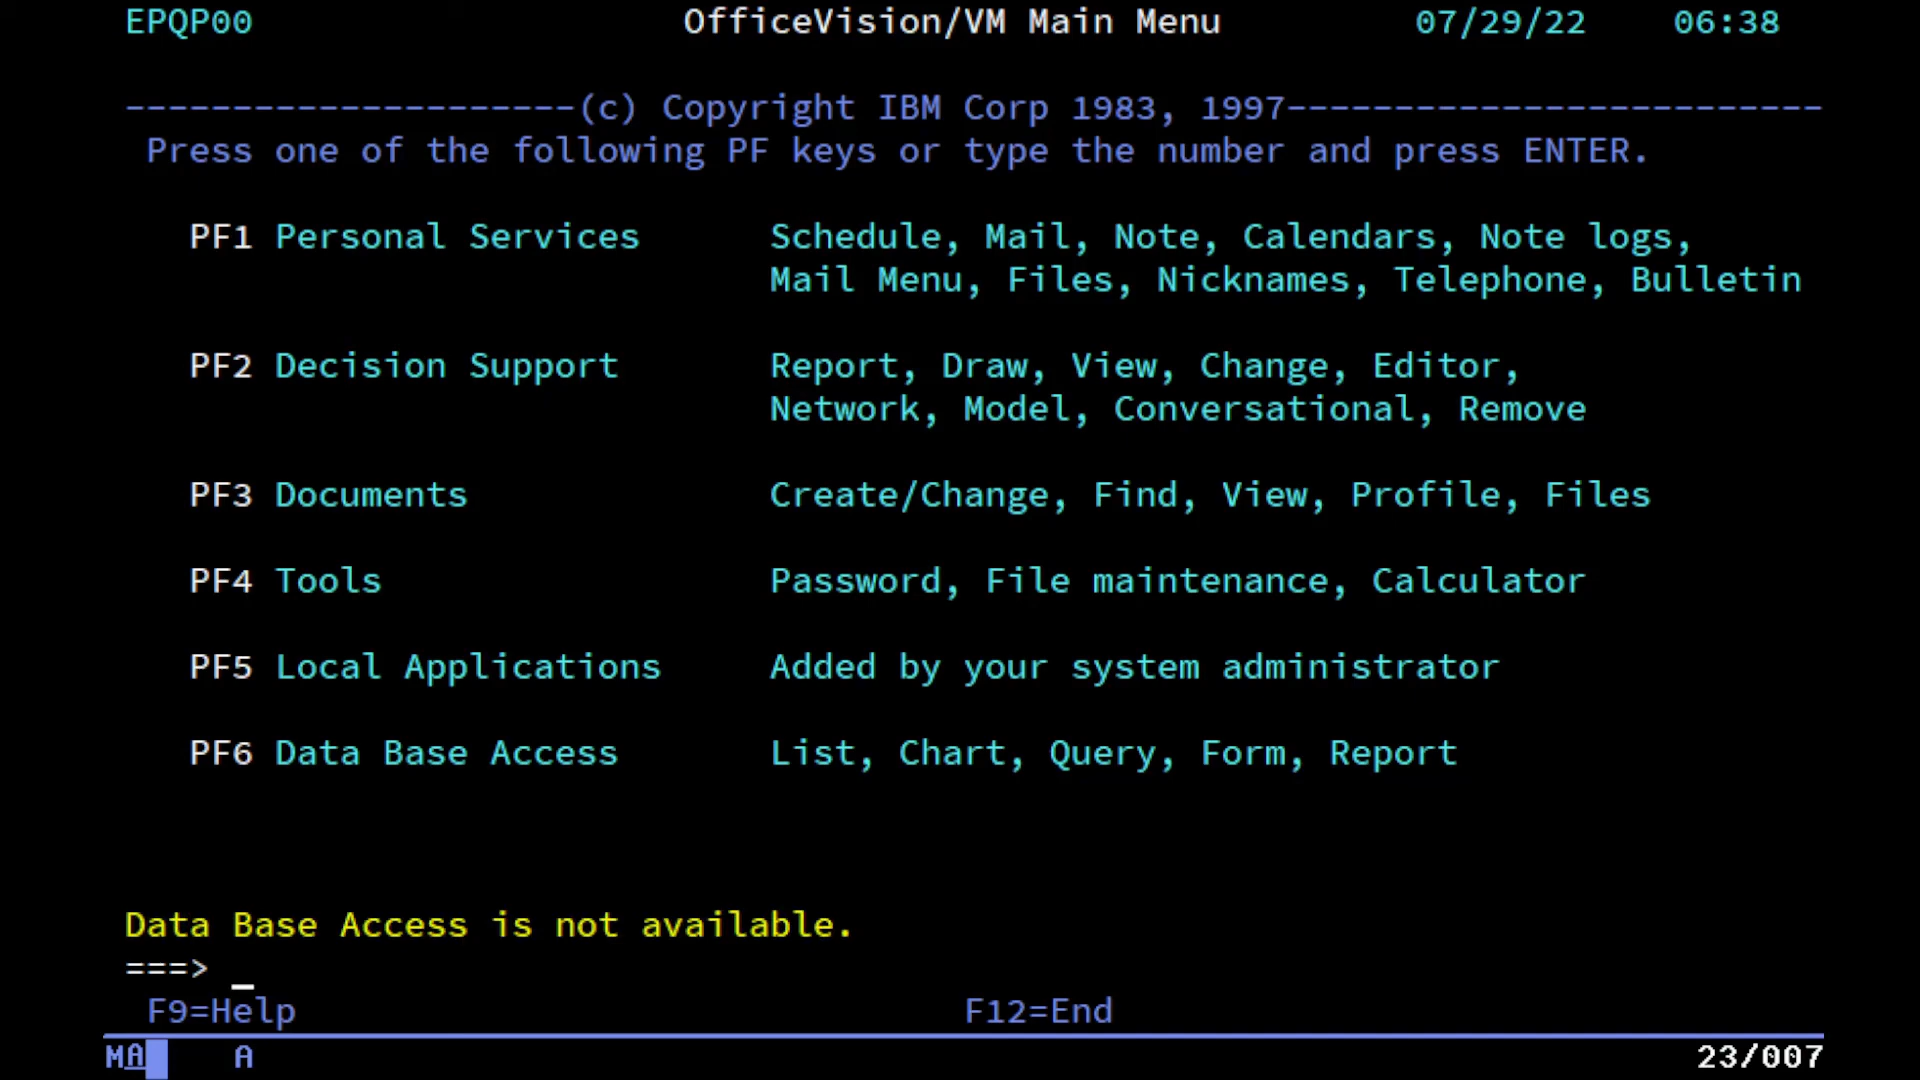 EPQP00 OfficeVision/VM Main Menu 07/29/22 06:38
---------------------(c) Copyright IBM Corp 1983, 1997-------------------------
Press one of the following PF keys or type the number and press ENTER.
PF1 Personal Services Schedule, Mail, Note, Calendars, Note logs,
Mail Menu, Files, Nicknames, Telephone, Bulletin
PF2 Decision Support Report, Draw, View, Change, Editor,
Network, Model, Conversational, Remove
PF3 Documents Create/Change, Find, View, Profile, Files
PF4 Tools Password, File maintenance, Calculator
PF5 Local Applications Added by your system administrator
PF6 Data Base Access List, Chart, Query, Form, Report
Data Base Access is not available.
===> _
F9=Help F12=End
MA A 23/007